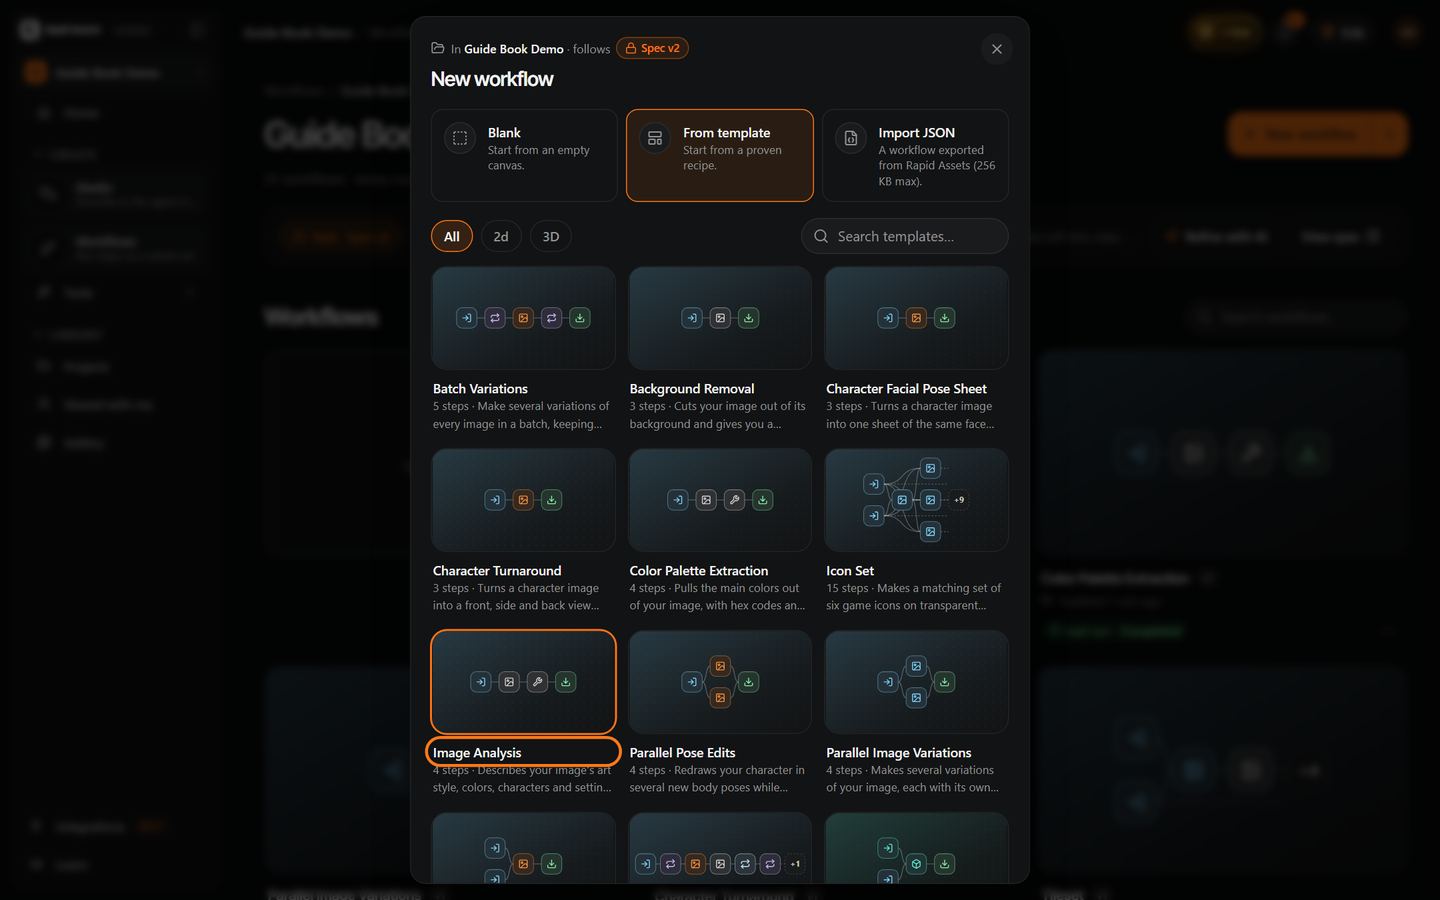 In Guide Book Demo · follows Spec v2
New workflow
Blank
Start from an empty
canvas.
From template
Start from a proven
recipe.
Import JSON
A workflow exported
from Rapid Assets (256
KB max).
All
2d
3D
Search templates...
Batch Variations
5 steps · Make several variations of
every image in a batch, keeping...
Background Removal
3 steps · Cuts your image out of its
background and gives you a...
Character Facial Pose Sheet
3 steps · Turns a character image
into one sheet of the same face...
Character Turnaround
3 steps · Turns a character image
into a front, side and back view...
Color Palette Extraction
4 steps · Pulls the main colors out
of your image, with hex codes an...
+9
Icon Set
15 steps · Makes a matching set of
six game icons on transparent...
Image Analysis
4 steps · Describes your image's art
style, colors, characters and settin...
Parallel Pose Edits
4 steps · Redraws your character in
several new body poses while...
Parallel Image Variations
4 steps · Makes several variations
of your image, each with its own...
+1
Guide Book Demo
Workflows